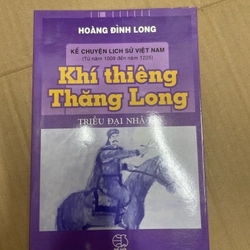 HOÀNG ĐÌNH LONG
KỂ CHUYỆN LỊCH SỬ VIỆT NAM
(Từ năm 1009 đến năm 1225)
Khí thiêng
Thăng Long
TRIỀU ĐẠI NHÀ